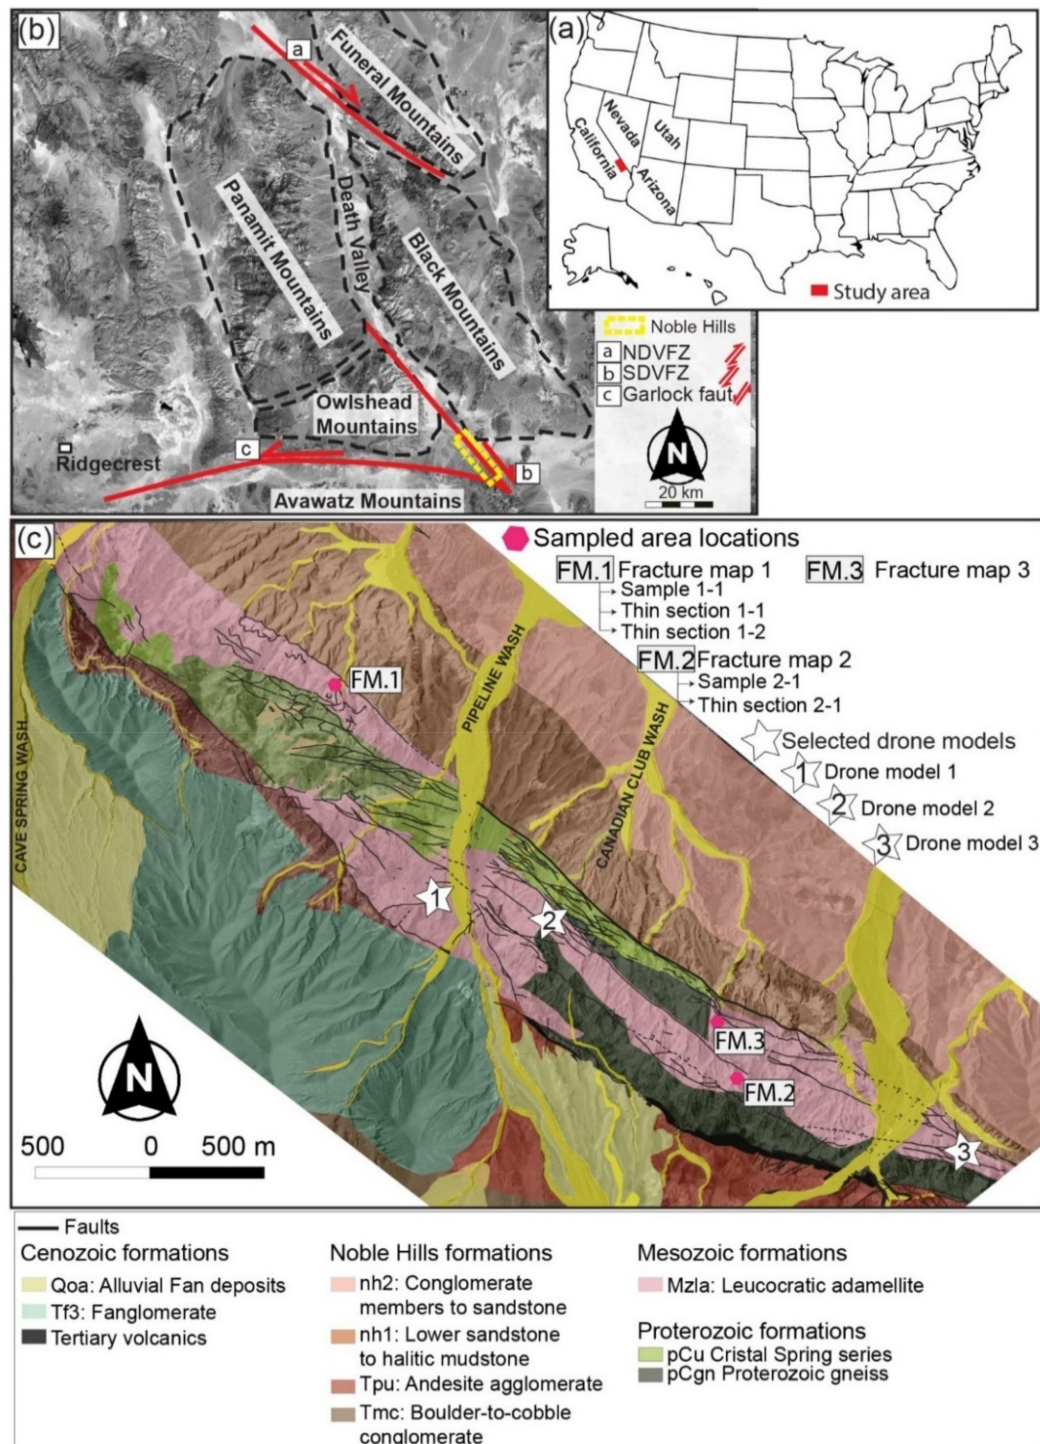 (b)
a
Funeral Mountains
Panamit Mountains
Death Valley
Black Mountains
Owlshead
Mountains
c
Ridgecrest
b
Avawatz Mountains
(a)
Nevada
Utah
California
Arizona
Study area
Noble Hills
a NDVFZ
b SDVFZ
c Garlock faut
N
20 km
(c)
Sampled area locations
FM.1 Fracture map 1
Sample 1-1
Thin section 1-1
Thin section 1-2
FM.3 Fracture map 3
FM.2 Fracture map 2
Sample 2-1
Thin section 2-1
Selected drone models
1 Drone model 1
2 Drone model 2
3 Drone model 3
FM.1
PIPELINE WASH
CANADIAN CLUB WASH
CAVE SPRING WASH
1
2
FM.3
FM.2
3
N
500 0 500 m
Faults
Cenozoic formations
Qoa: Alluvial Fan deposits
Tf3: Fanglomerate
Tertiary volcanics
Noble Hills formations
nh2: Conglomerate
members to sandstone
nh1: Lower sandstone
to halitic mudstone
Tpu: Andesite agglomerate
Tmc: Boulder-to-cobble
conglomerate
Mesozoic formations
Mzla: Leucocratic adamellite
Proterozoic formations
pCu Cristal Spring series
pCgn Proterozoic gneiss